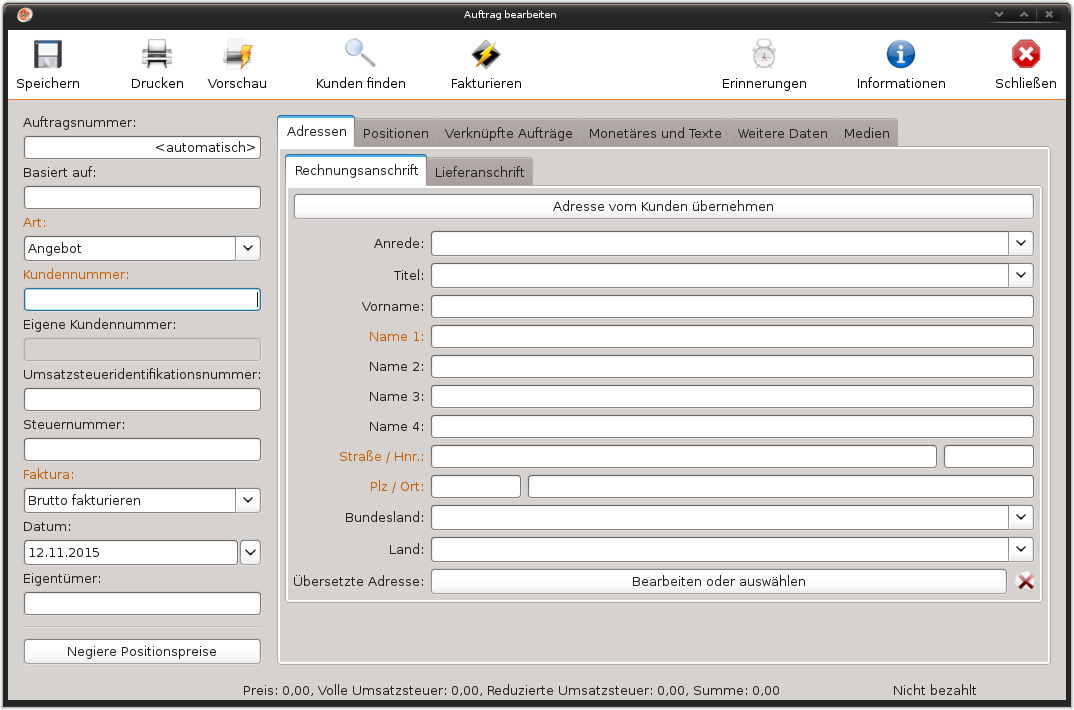 Auftrag bearbeiten
Speichern Drucken Vorschau Kunden finden Fakturieren Erinnerungen Informationen Schließen
Auftragsnummer:
<automatisch>
Basiert auf:
Art:
Angebot
Kundennummer:
Eigene Kundennummer:
Umsatzsteueridentifikationsnummer:
Steuernummer:
Faktura:
Brutto fakturieren
Datum:
12.11.2015
Eigentümer:
Negiere Positionspreise
Adressen Positionen Verknüpfte Aufträge Monetäres und Texte Weitere Daten Medien
Rechnungsanschrift Lieferanschrift
Adresse vom Kunden übernehmen
Anrede:
Titel:
Vorname:
Name 1:
Name 2:
Name 3:
Name 4:
Straße / Hnr.:
Plz / Ort:
Bundesland:
Land:
Übersetzte Adresse: Bearbeiten oder auswählen
Preis: 0,00, Volle Umsatzsteuer: 0,00, Reduzierte Umsatzsteuer: 0,00, Summe: 0,00 Nicht bezahlt